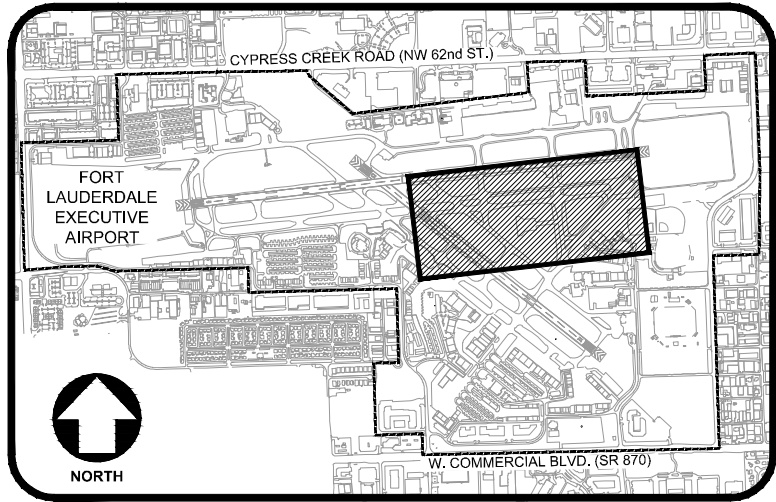 CYPRESS CREEK ROAD (NW 62nd ST.)
FORT
LAUDERDALE
EXECUTIVE
AIRPORT
NORTH
W. COMMERCIAL BLVD. (SR 870)